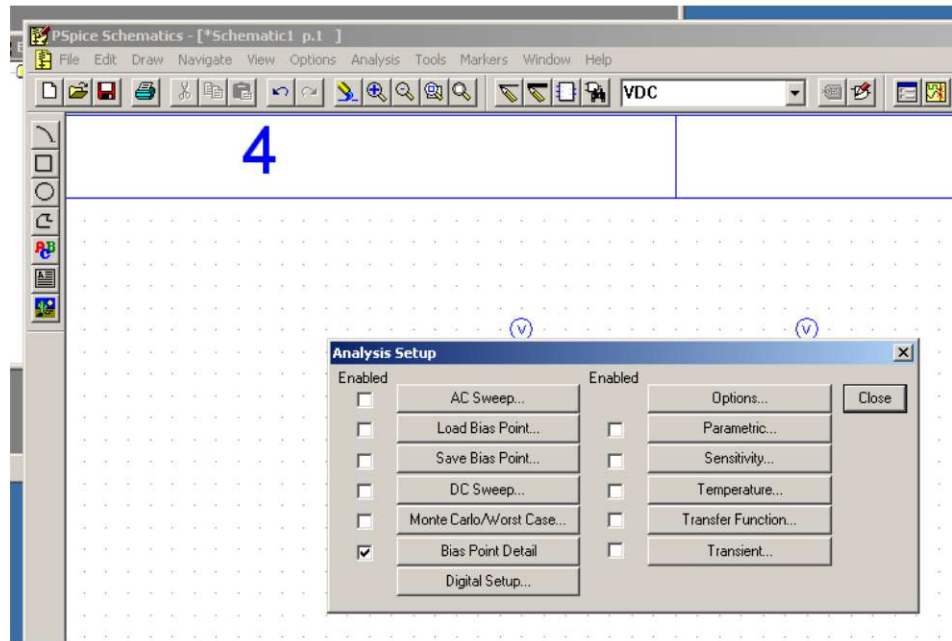 PSpice Schematics - [*Schematic1 p.1 ]
File Edit Draw Navigate View Options Analysis Tools Markers Window Help
VDC
4
V V
Analysis Setup
Enabled Enabled
AC Sweep... Options... Close
Load Bias Point... Parametric...
Save Bias Point... Sensitivity...
DC Sweep... Temperature...
Monte Carlo/Worst Case... Transfer Function...
Bias Point Detail Transient...
Digital Setup...